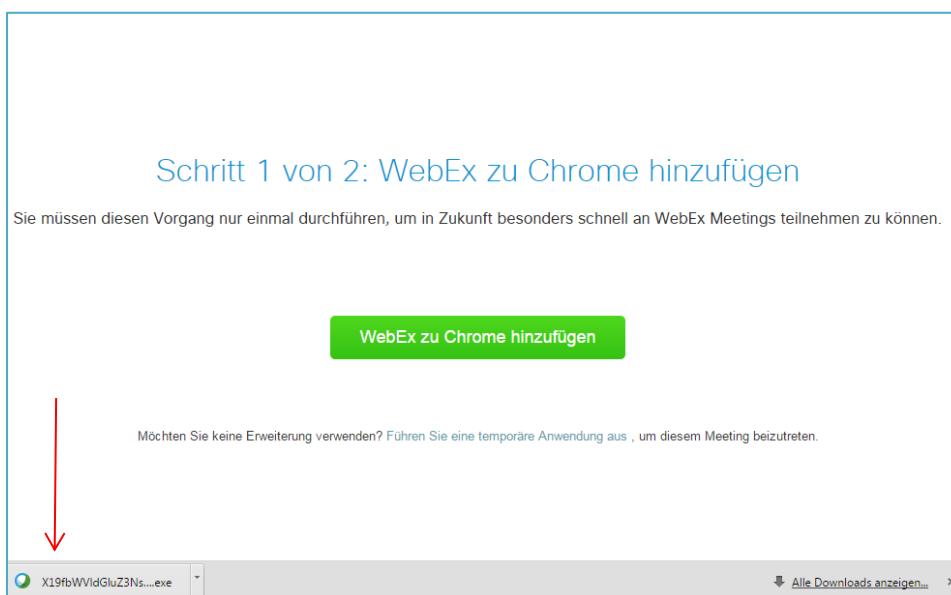 Schritt 1 von 2: WebEx zu Chrome hinzufügen
Sie müssen diesen Vorgang nur einmal durchführen, um in Zukunft besonders schnell an WebEx Meetings teilnehmen zu können.
WebEx zu Chrome hinzufügen
Möchten Sie keine Erweiterung verwenden? Führen Sie eine temporäre Anwendung aus , um diesem Meeting beizutreten.
X19fbWVldGluZ3Ns....exe Alle Downloads anzeigen...